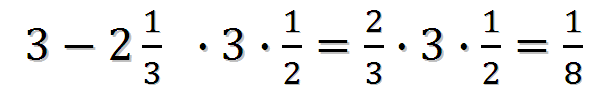 3 − 2 1/3 · 3 · 1/2 = 2/3 · 3 · 1/2 = 1/8